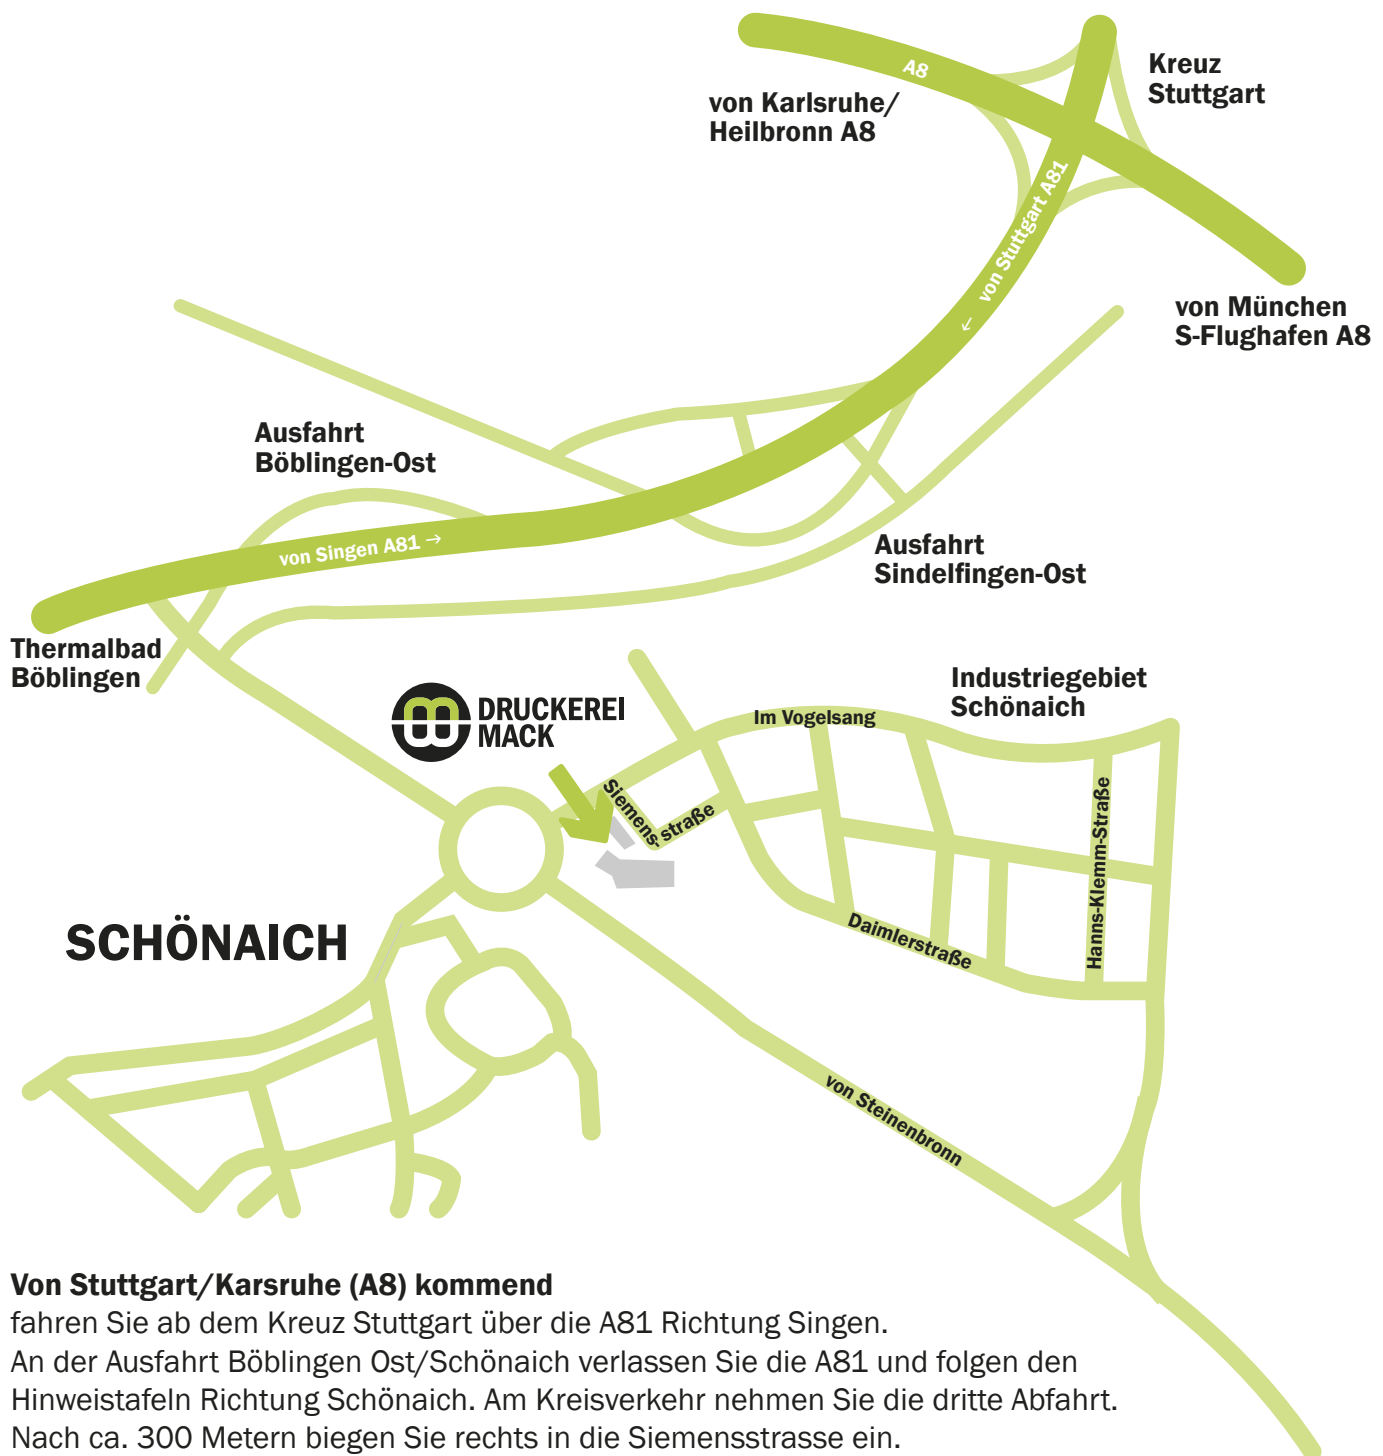 A8
Kreuz
Stuttgart
von Karlsruhe/
Heilbronn A8
← von Stuttgart A81
von München
S-Flughafen A8
Ausfahrt
Böblingen-Ost
von Singen A81 →
Ausfahrt
Sindelfingen-Ost
Thermalbad
Böblingen
DRUCKEREI
MACK
Industriegebiet
Schönaich
Im Vogelsang
Siemens-
straße
Hanns-Klemm-Straße
Daimlerstraße
SCHÖNAICH
von Steinenbronn
Von Stuttgart/Karsruhe (A8) kommend
fahren Sie ab dem Kreuz Stuttgart über die A81 Richtung Singen.
An der Ausfahrt Böblingen Ost/Schönaich verlassen Sie die A81 und folgen den
Hinweistafeln Richtung Schönaich. Am Kreisverkehr nehmen Sie die dritte Abfahrt.
Nach ca. 300 Metern biegen Sie rechts in die Siemensstrasse ein.